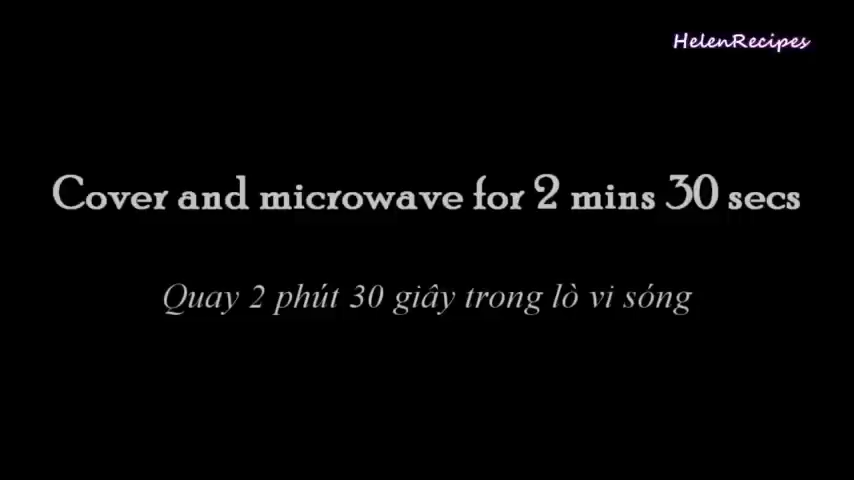 HelenRecipes
Cover and microwave for 2 mins 30 secs
Quay 2 phút 30 giây trong lò vi sóng